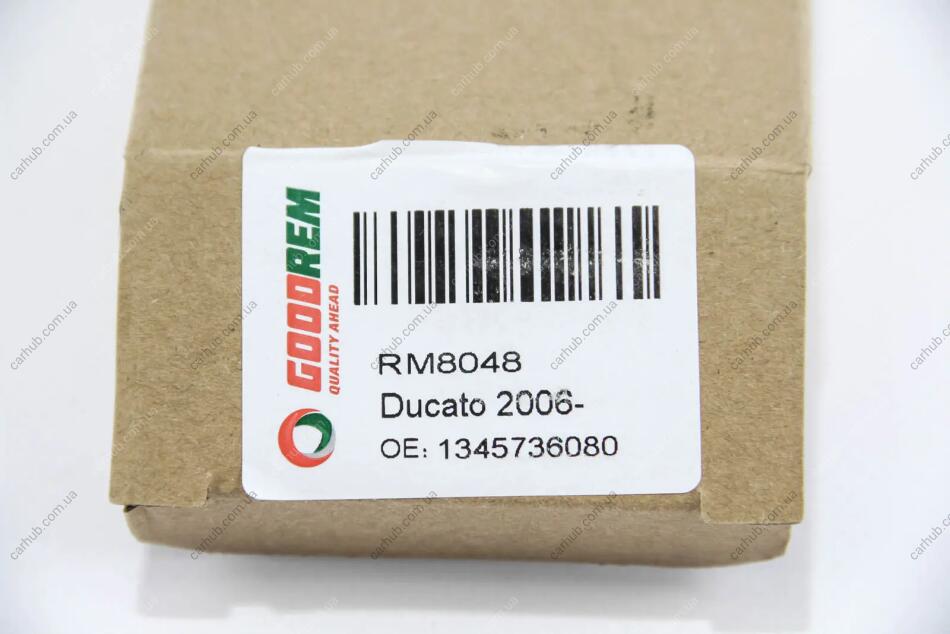 GOODREM
QUALITY AHEAD
RM8048
Ducato 2006-
OE: 1345736080
carhub.com.ua